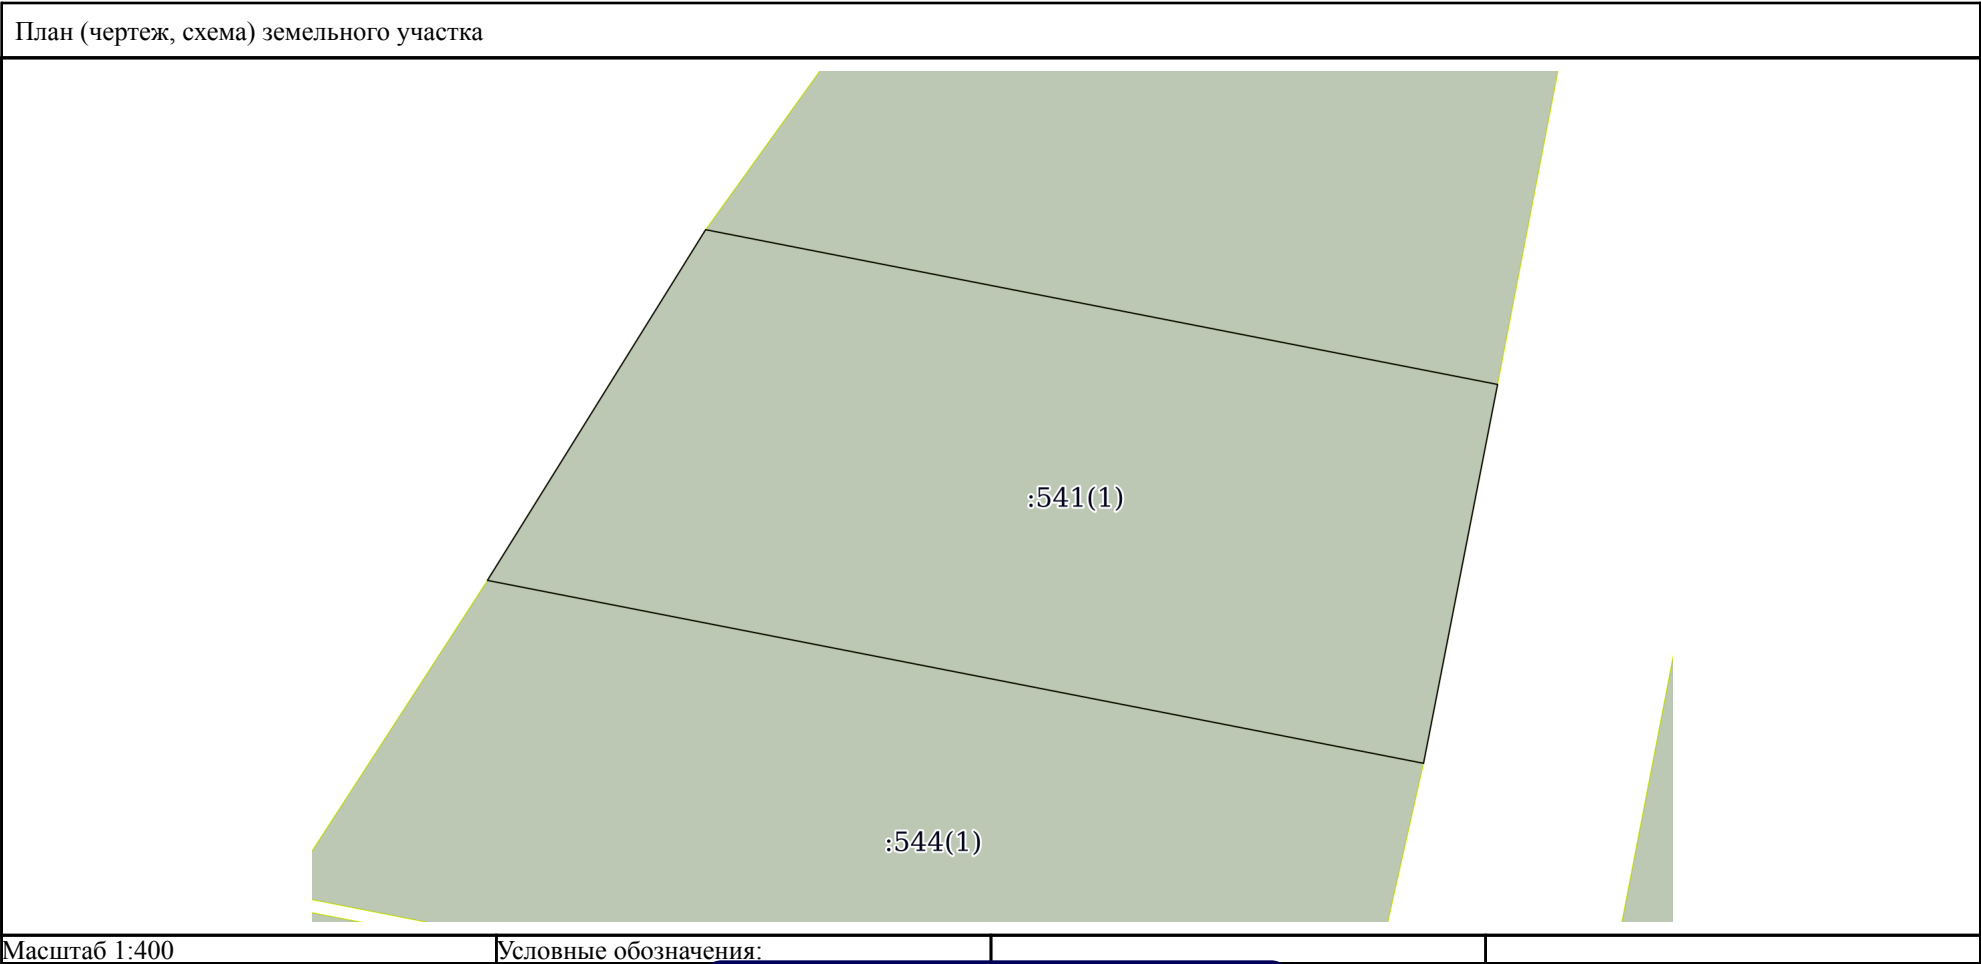 План (чертеж, схема) земельного участка
:541(1)
:544(1)
Масштаб 1:400
Условные обозначения: